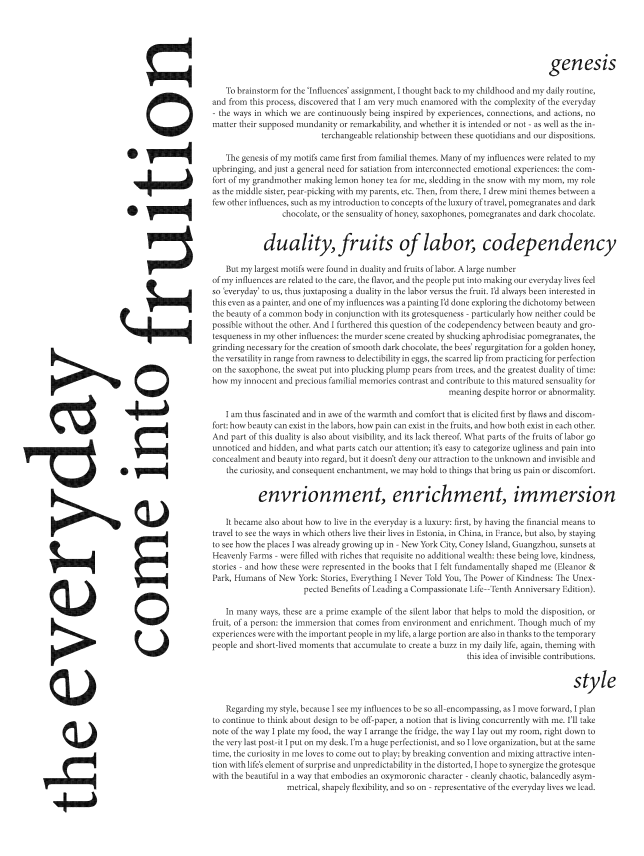 the everyday
come into fruition
genesis
To brainstorm for the 'Influences' assignment, I thought back to my childhood and my daily routine,
and from this process, discovered that I am very much enamored with the complexity of the everyday
- the ways in which we are continuously being inspired by experiences, connections, and actions, no
matter their supposed mundanity or remarkability, and whether it is intended or not - as well as the in-
terchangeable relationship between these quotidians and our dispositions.
The genesis of my motifs came first from familial themes. Many of my influences were related to my
upbringing, and just a general need for satiation from interconnected emotional experiences: the com-
fort of my grandmother making lemon honey tea for me, sledding in the snow with my mom, my role
as the middle sister, pear-picking with my parents, etc. Then, from there, I drew mini themes between a
few other influences, such as my introduction to concepts of the luxury of travel, pomegranates and dark
chocolate, or the sensuality of honey, saxophones, pomegranates and dark chocolate.
duality, fruits of labor, codependency
But my largest motifs were found in duality and fruits of labor. A large number
of my influences are related to the care, the flavor, and the people put into making our everyday lives feel
so 'everyday' to us, thus juxtaposing a duality in the labor versus the fruit. I'd always been interested in
this even as a painter, and one of my influences was a painting I'd done exploring the dichotomy between
the beauty of a common body in conjunction with its grotesqueness - particularly how neither could be
possible without the other. And I furthered this question of the codependency between beauty and gro-
tesqueness in my other influences: the murder scene created by shucking aphrodisiac pomegranates, the
grinding necessary for the creation of smooth dark chocolate, the bees' regurgitation for a golden honey,
the versatility in range from rawness to delectibility in eggs, the scarred lip from practicing for perfection
on the saxophone, the sweat put into plucking plump pears from trees, and the greatest duality of time:
how my innocent and precious familial memories contrast and contribute to this matured sensuality for
meaning despite horror or abnormality.
I am thus fascinated and in awe of the warmth and comfort that is elicited first by flaws and discom-
fort: how beauty can exist in the labors, how pain can exist in the fruits, and how both exist in each other.
And part of this duality is also about visibility, and its lack thereof. What parts of the fruits of labor go
unnoticed and hidden, and what parts catch our attention; it's easy to categorize ugliness and pain into
concealment and beauty into regard, but it doesn't deny our attraction to the unknown and invisible and
the curiosity, and consequent enchantment, we may hold to things that bring us pain or discomfort.
envrionment, enrichment, immersion
It became also about how to live in the everyday is a luxury: first, by having the financial means to
travel to see the ways in which others live their lives in Estonia, in China, in France, but also, by staying
to see how the places I was already growing up in - New York City, Coney Island, Guangzhou, sunsets at
Heavenly Farms - were filled with riches that requisite no additional wealth: these being love, kindness,
stories - and how these were represented in the books that I felt fundamentally shaped me (Eleanor &
Park, Humans of New York: Stories, Everything I Never Told You, The Power of Kindness: The Unex-
pected Benefits of Leading a Compassionate Life--Tenth Anniversary Edition).
In many ways, these are a prime example of the silent labor that helps to mold the disposition, or
fruit, of a person: the immersion that comes from environment and enrichment. Though much of my
experiences were with the important people in my life, a large portion are also in thanks to the temporary
people and short-lived moments that accumulate to create a buzz in my daily life, again, theming with
this idea of invisible contributions.
style
Regarding my style, because I see my influences to be so all-encompassing, as I move forward, I plan
to continue to think about design to be off-paper, a notion that is living concurrently with me. I'll take
note of the way I plate my food, the way I arrange the fridge, the way I lay out my room, right down to
the very last post-it I put on my desk. I'm a huge perfectionist, and so I love organization, but at the same
time, the curiosity in me loves to come out to play; by breaking convention and mixing attractive inten-
tion with life's element of surprise and unpredictability in the distorted, I hope to synergize the grotesque
with the beautiful in a way that embodies an oxymoronic character - cleanly chaotic, balancedly asym-
metrical, shapely flexibility, and so on - representative of the everyday lives we lead.